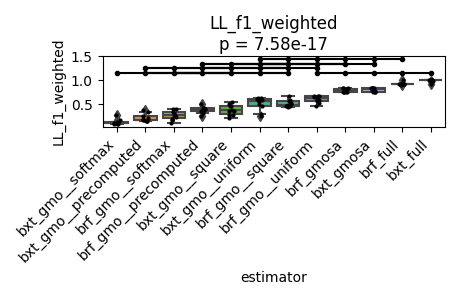 LL_f1_weighted
p = 7.58e-17
LL_f1_weighted
1.5
1.0
0.5
bxt_gmo__softmax
bxt_gmo__precomputed
brf_gmo__softmax
brf_gmo__precomputed
bxt_gmo__square
bxt_gmo__uniform
brf_gmo__square
brf_gmo__uniform
brf_gmosa
bxt_gmosa
brf_full
bxt_full
estimator